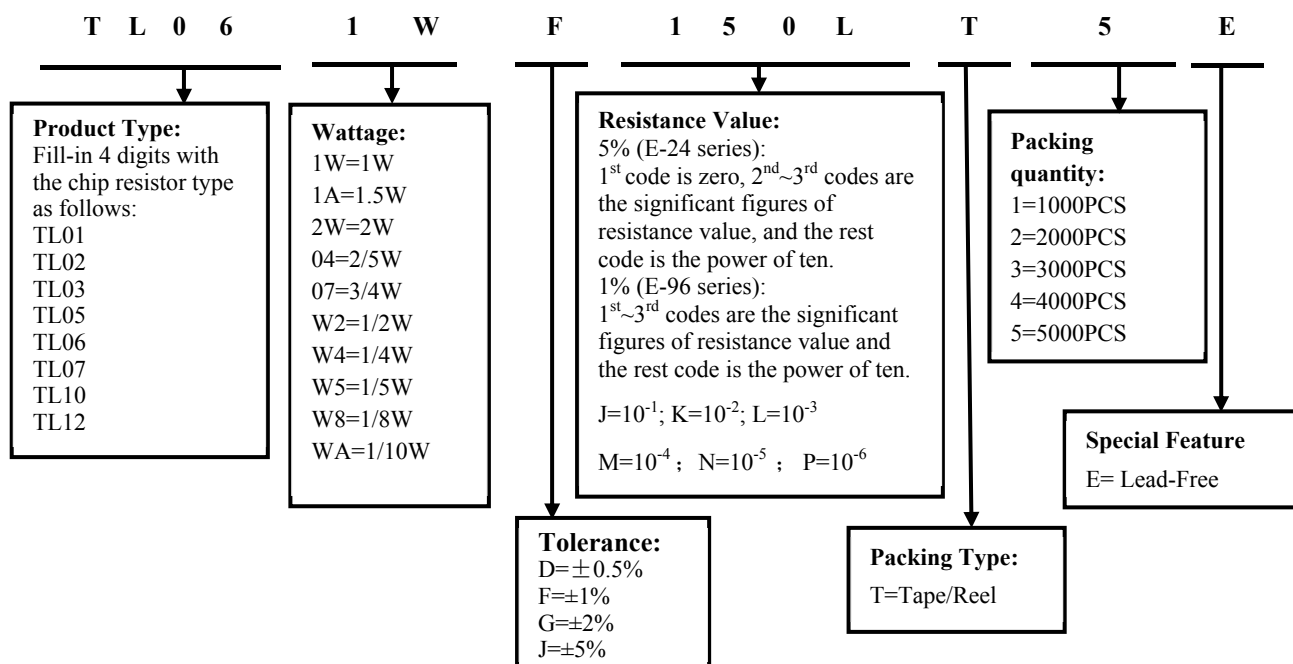 T L 0 6 1 W F 1 5 0 L T 5 E
Product Type:
Fill-in 4 digits with
the chip resistor type
as follows:
TL01
TL02
TL03
TL05
TL06
TL07
TL10
TL12
Wattage:
1W=1W
1A=1.5W
2W=2W
04=2/5W
07=3/4W
W2=1/2W
W4=1/4W
W5=1/5W
W8=1/8W
WA=1/10W
Resistance Value:
5% (E-24 series):
1st code is zero, 2nd~3rd codes are
the significant figures of
resistance value, and the rest
code is the power of ten.
1% (E-96 series):
1st~3rd codes are the significant
figures of resistance value and
the rest code is the power of ten.
J=10-1; K=10-2; L=10-3
M=10-4 ; N=10-5 ; P=10-6
Packing
quantity:
1=1000PCS
2=2000PCS
3=3000PCS
4=4000PCS
5=5000PCS
Special Feature
E= Lead-Free
Tolerance:
D=±0.5%
F=±1%
G=±2%
J=±5%
Packing Type:
T=Tape/Reel